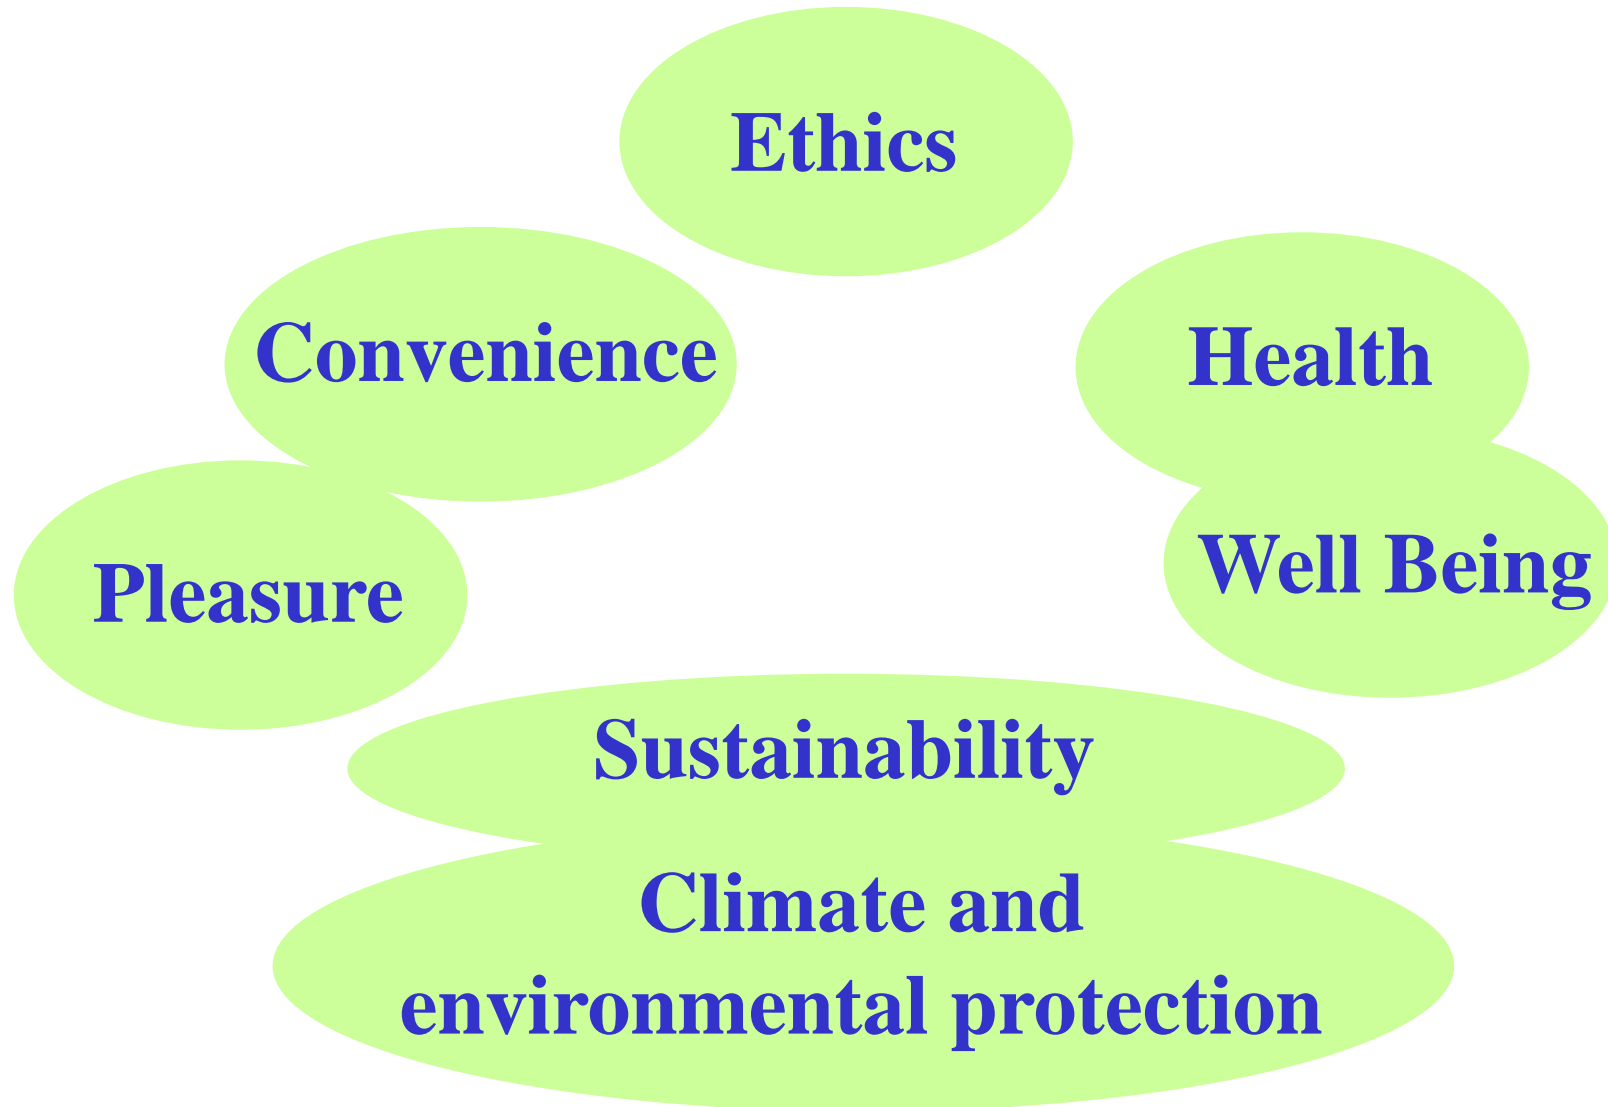 Ethics
Convenience
Health
Pleasure
Well Being
Sustainability
Climate and
environmental protection